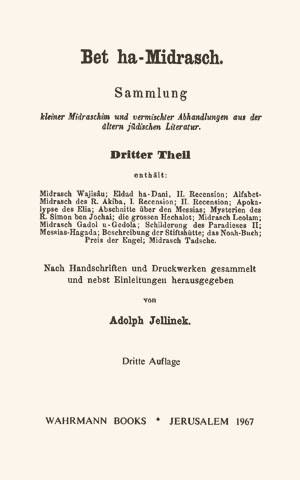 Bet ha-Midrasch.
Sammlung
kleiner Midraschim und vermischter Abhandlungen aus der
ältern jüdischen Literatur.
Dritter Theil
enthält:
Midrasch Wajisäu; Eldad ha-Dani, II. Recension; Alfabet-
Midrasch des R. Akiba, I. Recension; II. Recension; Apoka-
lypse des Elia; Abschnitte über den Messias; Mysterien des
R. Simon ben Jochai; die grossen Hechalot; Midrasch Leolam;
Midrasch Gadol u-Gedola; Schilderung des Paradieses II;
Messias-Hagada; Beschreibung der Stiftshütte; das Noah-Buch;
Preis der Engel; Midrasch Tadsche.
Nach Handschriften und Druckwerken gesammelt
und nebst Einleitungen herausgegeben
von
Adolph Jellinek.
Dritte Auflage
WAHRMANN BOOKS * JERUSALEM 1967